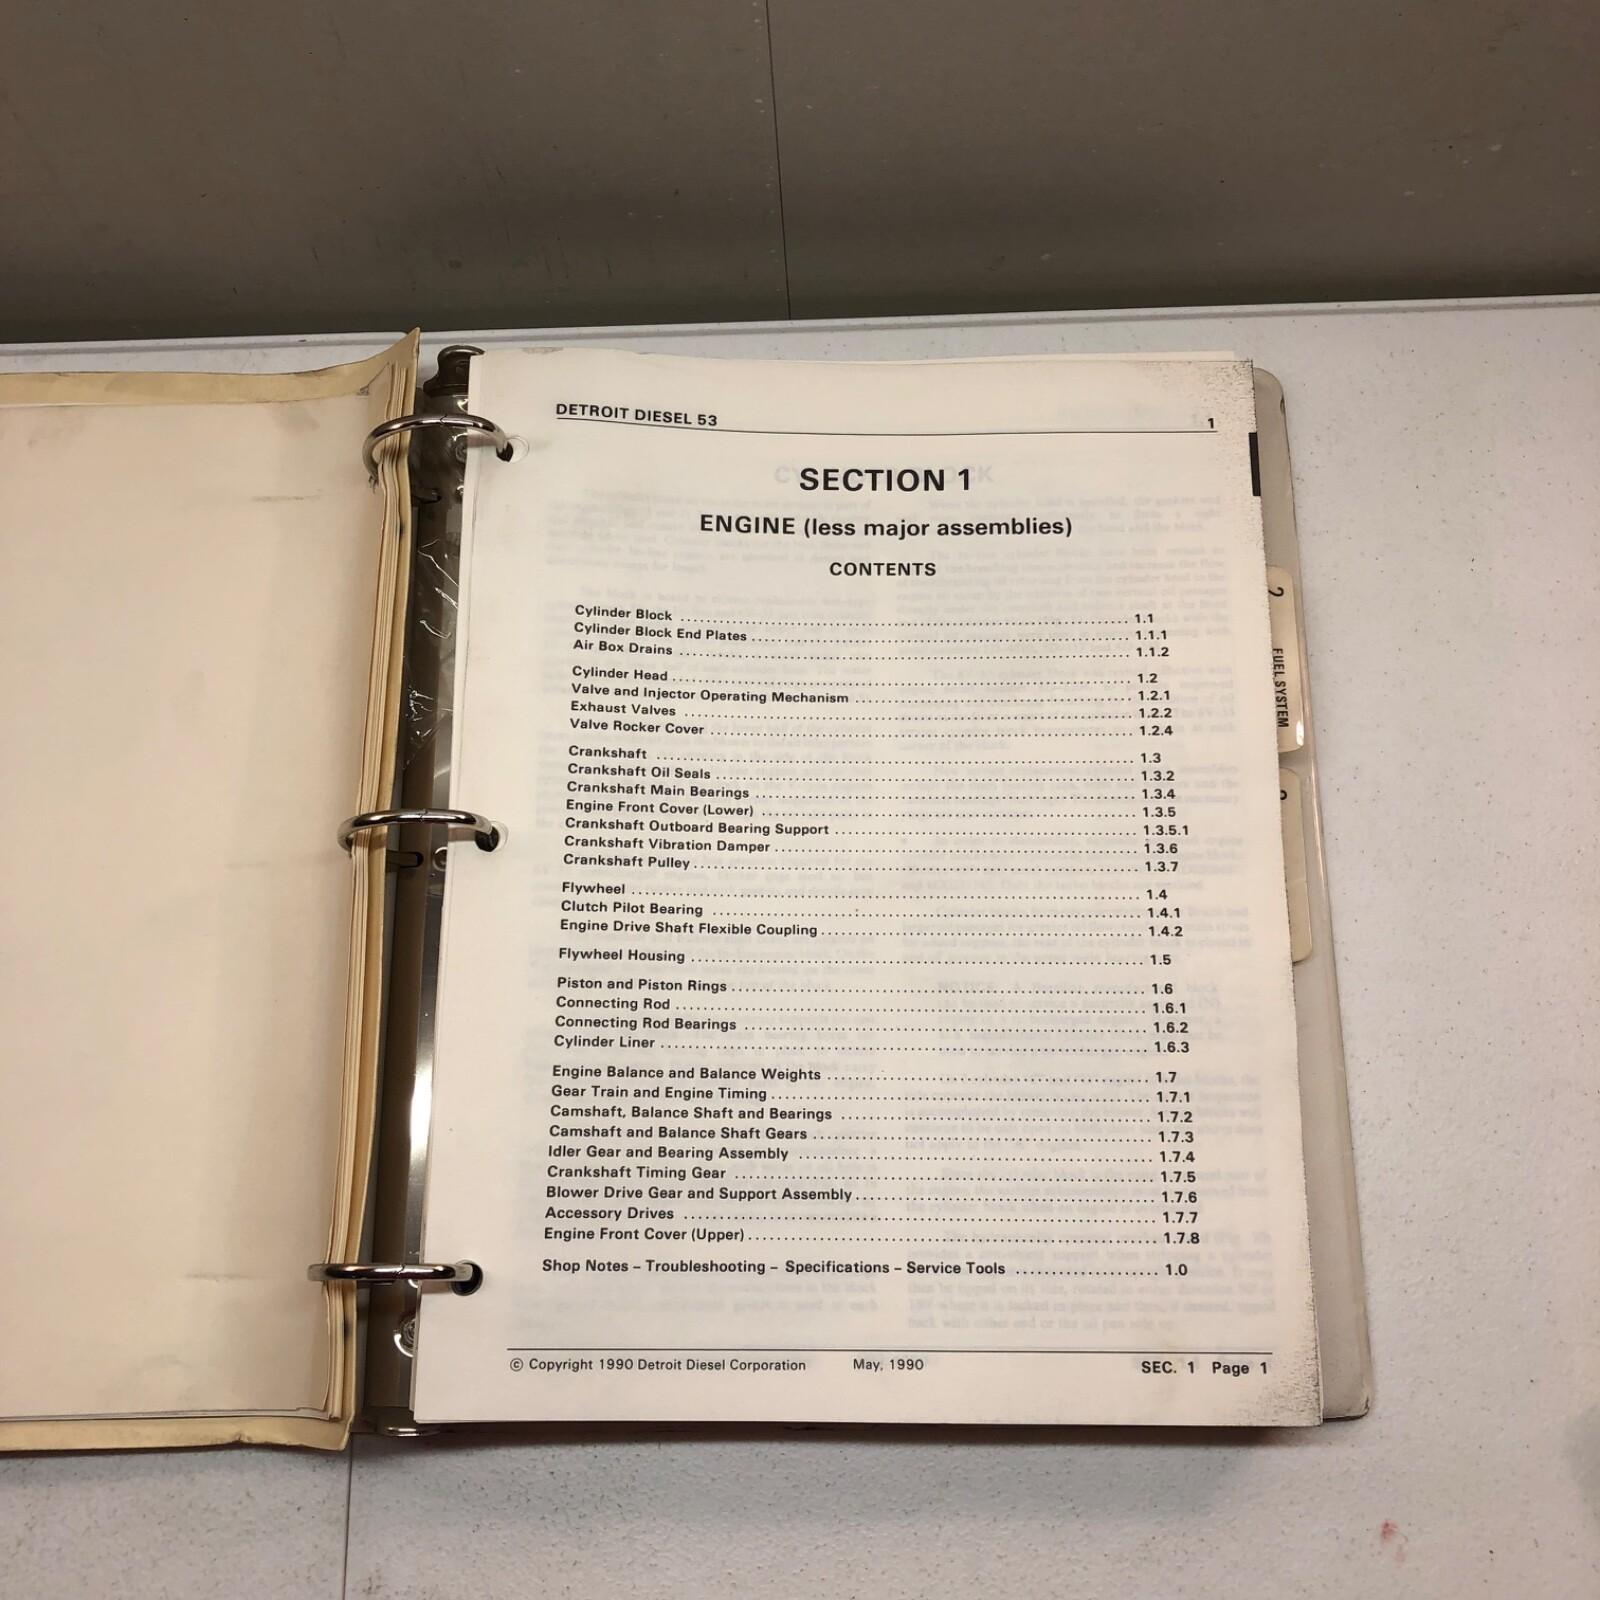 DETROIT DIESEL 53 1
SECTION 1
ENGINE (less major assemblies)
CONTENTS
Cylinder Block ........ 1.1
Cylinder Block End Plates ........ 1.1.1
Air Box Drains ........ 1.1.2
Cylinder Head ........ 1.2
Valve and Injector Operating Mechanism ........ 1.2.1
Exhaust Valves ........ 1.2.2
Valve Rocker Cover ........ 1.2.4
Crankshaft ........ 1.3
Crankshaft Oil Seals ........ 1.3.2
Crankshaft Main Bearings ........ 1.3.4
Engine Front Cover (Lower) ........ 1.3.5
Crankshaft Outboard Bearing Support ........ 1.3.5.1
Crankshaft Vibration Damper ........ 1.3.6
Crankshaft Pulley ........ 1.3.7
Flywheel ........ 1.4
Clutch Pilot Bearing ........ 1.4.1
Engine Drive Shaft Flexible Coupling ........ 1.4.2
Flywheel Housing ........ 1.5
Piston and Piston Rings ........ 1.6
Connecting Rod ........ 1.6.1
Connecting Rod Bearings ........ 1.6.2
Cylinder Liner ........ 1.6.3
Engine Balance and Balance Weights ........ 1.7
Gear Train and Engine Timing ........ 1.7.1
Camshaft, Balance Shaft and Bearings ........ 1.7.2
Camshaft and Balance Shaft Gears ........ 1.7.3
Idler Gear and Bearing Assembly ........ 1.7.4
Crankshaft Timing Gear ........ 1.7.5
Blower Drive Gear and Support Assembly ........ 1.7.6
Accessory Drives ........ 1.7.7
Engine Front Cover (Upper) ........ 1.7.8
Shop Notes – Troubleshooting – Specifications – Service Tools ........ 1.0
© Copyright 1990 Detroit Diesel Corporation May, 1990 SEC. 1 Page 1
2 FUEL SYSTEM